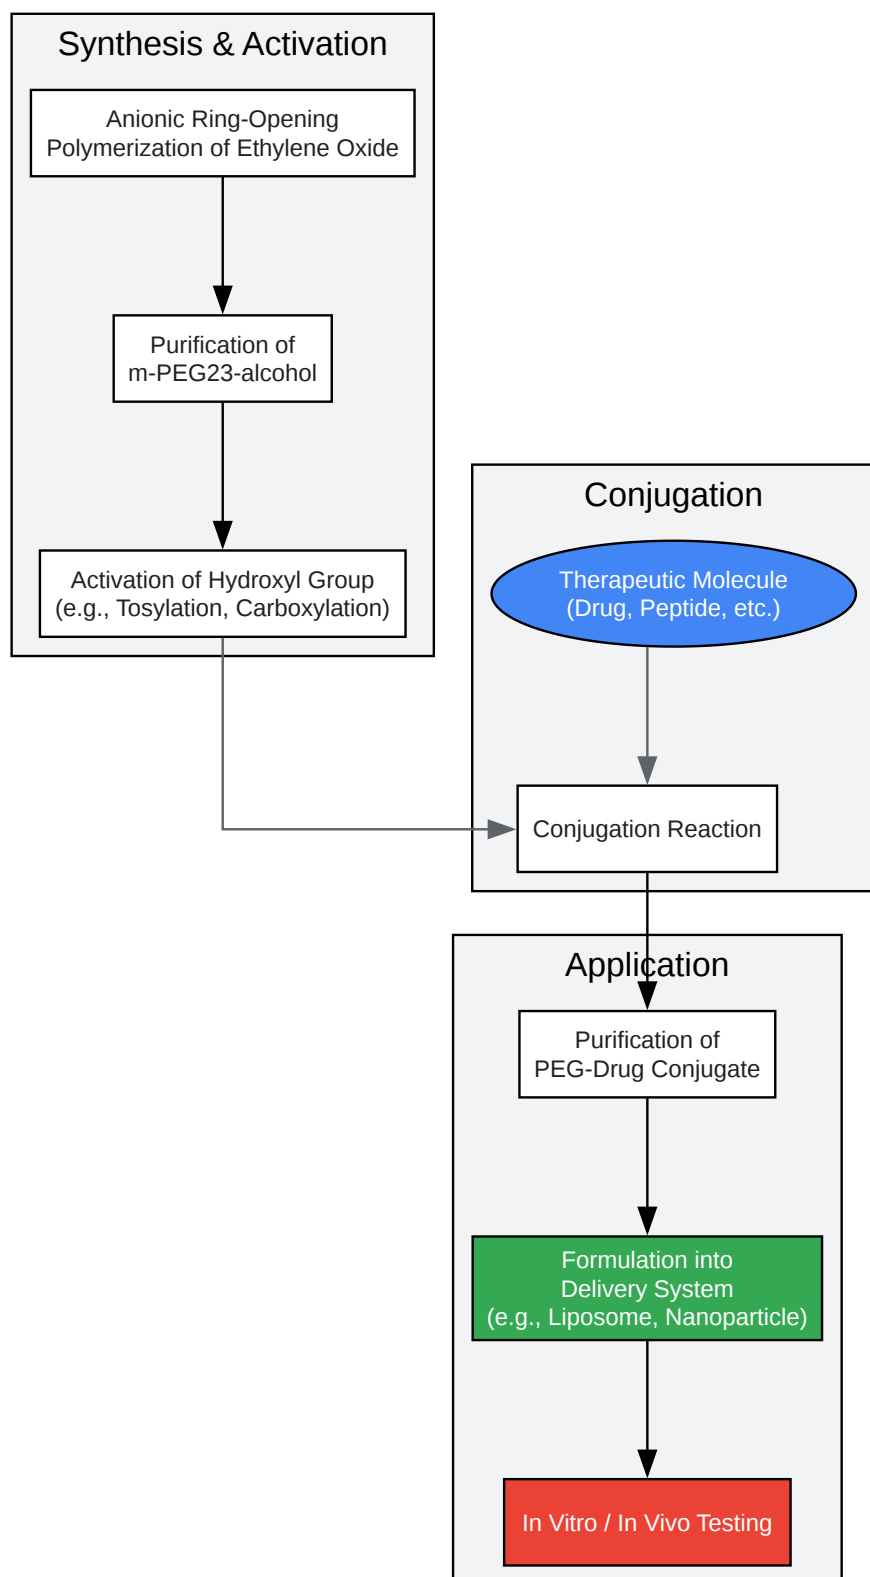 Synthesis & Activation
Anionic Ring-Opening
Polymerization of Ethylene Oxide
Purification of
m-PEG23-alcohol
Activation of Hydroxyl Group
(e.g., Tosylation, Carboxylation)
Conjugation
Therapeutic Molecule
(Drug, Peptide, etc.)
Conjugation Reaction
Application
Purification of
PEG-Drug Conjugate
Formulation into
Delivery System
(e.g., Liposome, Nanoparticle)
In Vitro / In Vivo Testing